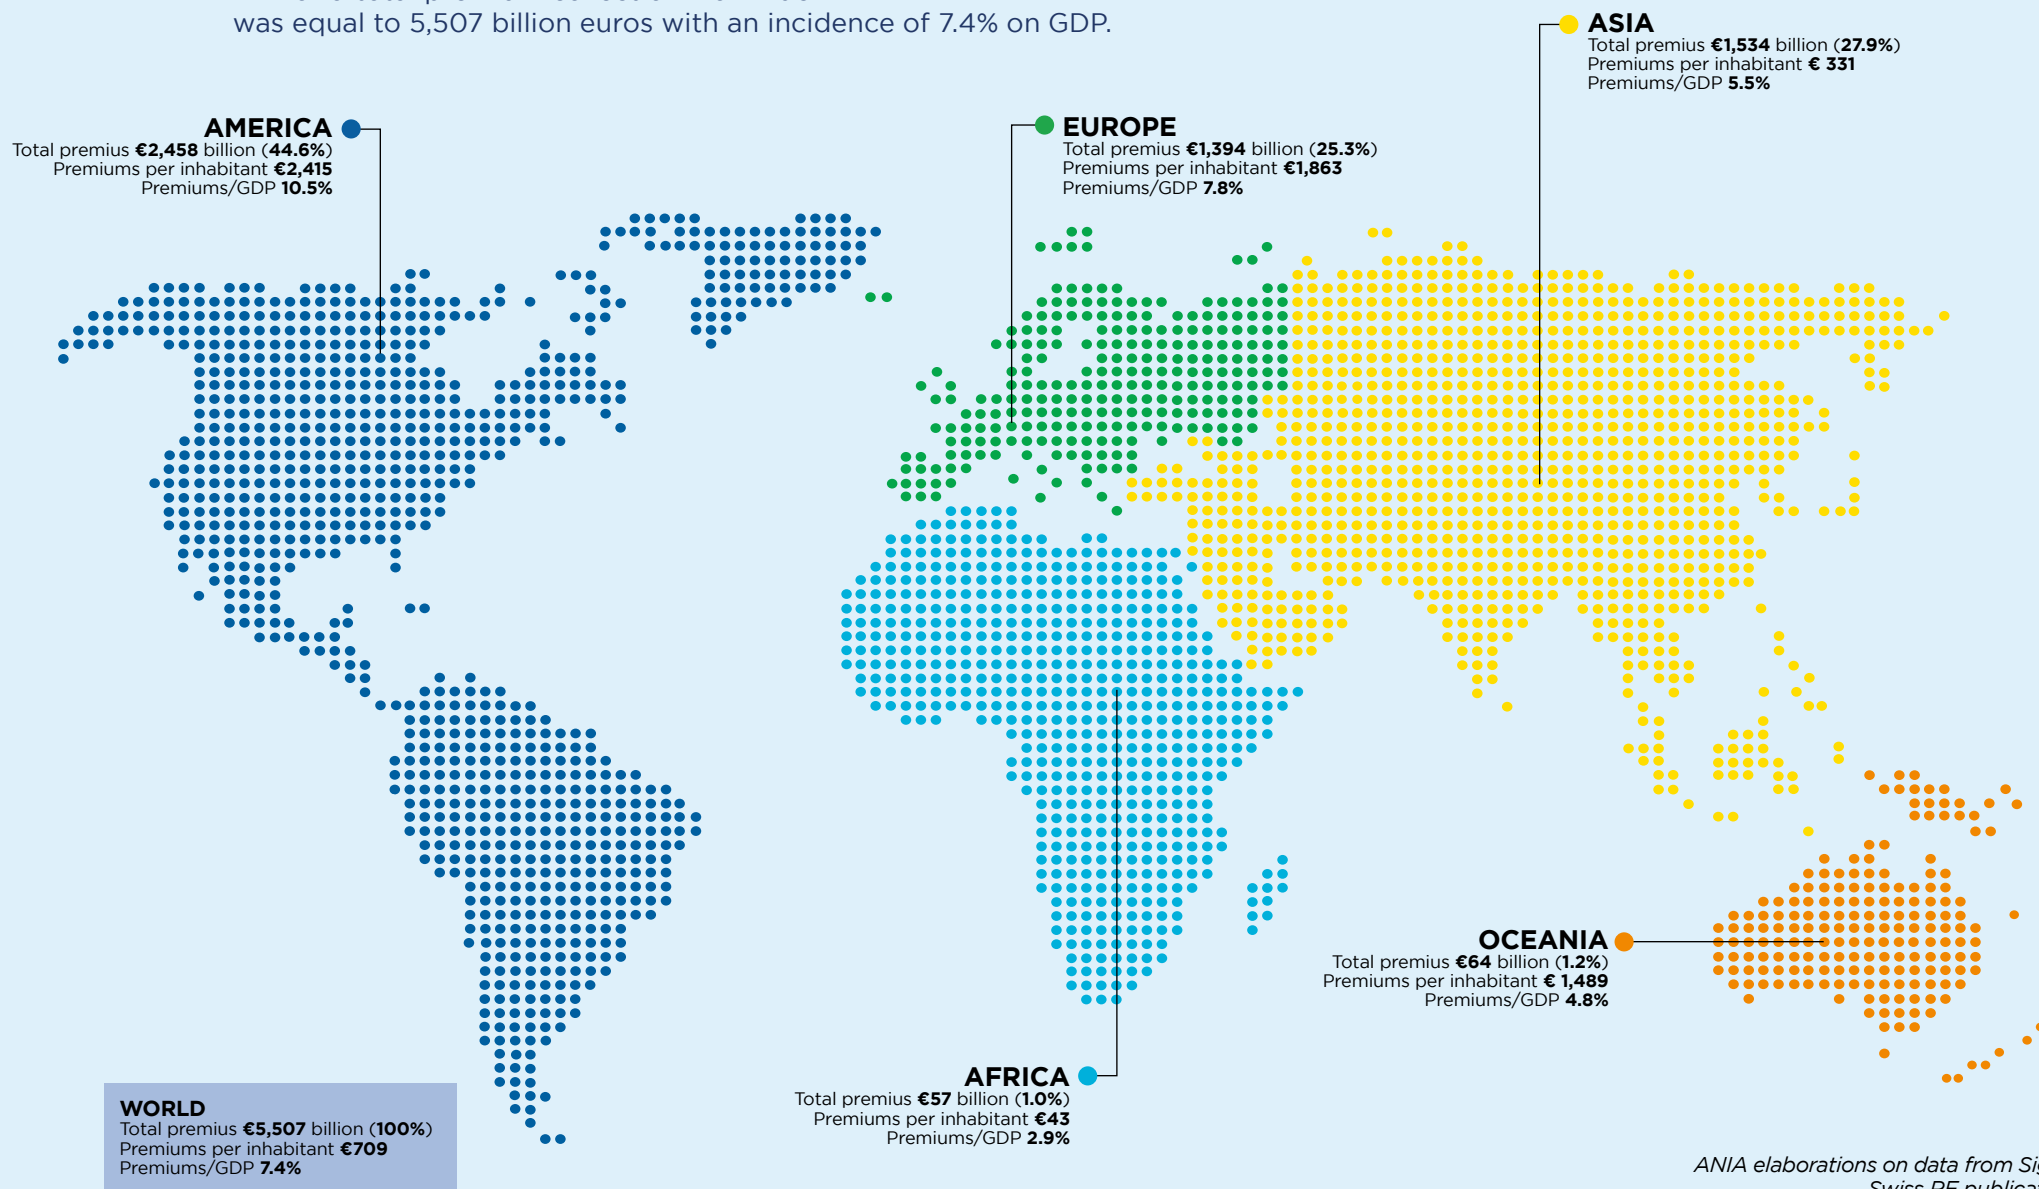 was equal to 5,507 billion euros with an incidence of 7.4% on GDP.
ASIA
Total premius €1,534 billion (27.9%)
Premiums per inhabitant € 331
Premiums/GDP 5.5%
AMERICA
Total premius €2,458 billion (44.6%)
Premiums per inhabitant €2,415
Premiums/GDP 10.5%
EUROPE
Total premius €1,394 billion (25.3%)
Premiums per inhabitant €1,863
Premiums/GDP 7.8%
OCEANIA
Total premius €64 billion (1.2%)
Premiums per inhabitant € 1,489
Premiums/GDP 4.8%
AFRICA
Total premius €57 billion (1.0%)
Premiums per inhabitant €43
Premiums/GDP 2.9%
WORLD
Total premius €5,507 billion (100%)
Premiums per inhabitant €709
Premiums/GDP 7.4%
ANIA elaborations on data from
Swiss RE